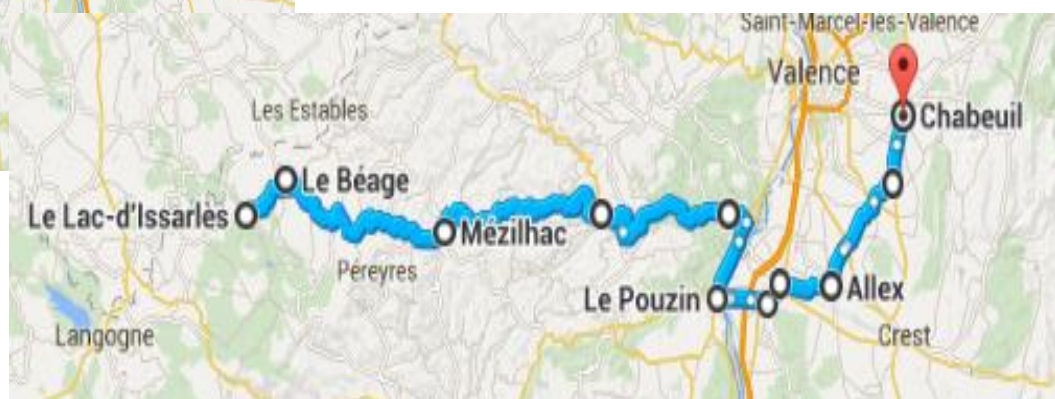 Saint-Marcel-lès-Valence
Valence
Chabeuil
Les Estables
Le Béage
Le Lac-d'Issarlès
Mézilhac
Péreyres
Le Pouzin
Allex
Langogne
Crest